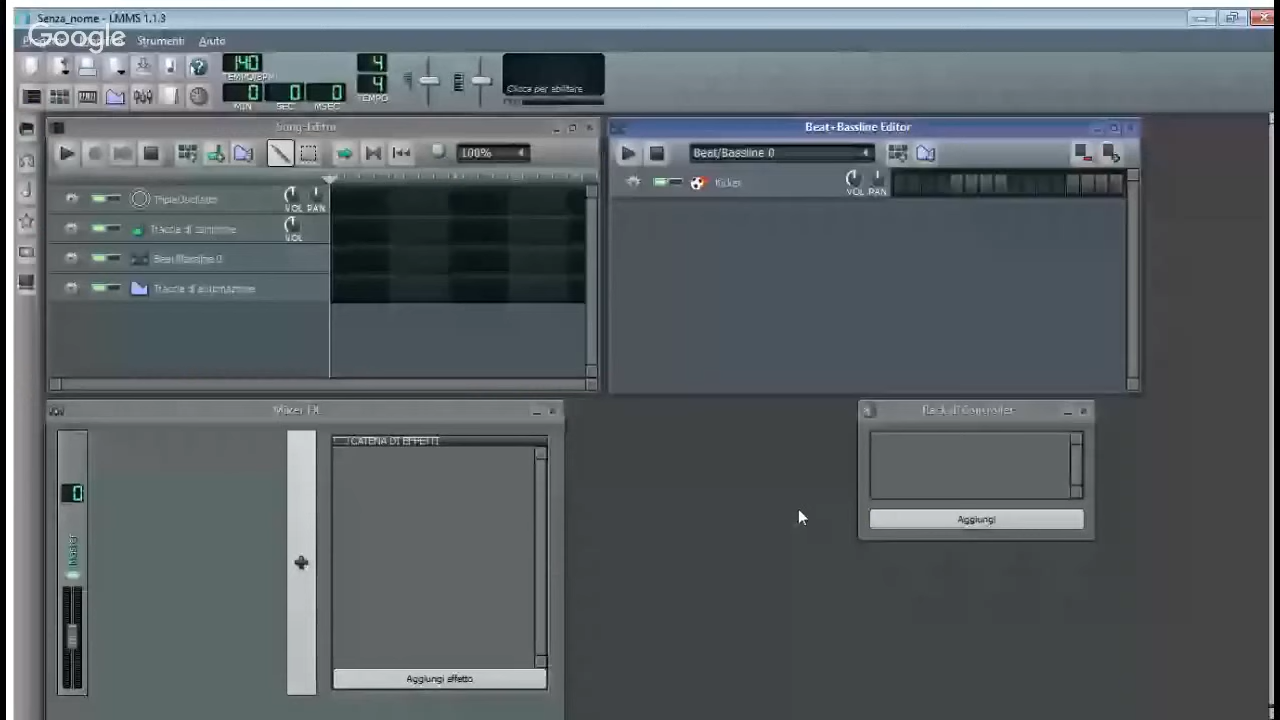 Senza_nome - LMMS 1.1.3
Google
Strumenti Aiuto
140
TEMPO/BPM
4
4
TEMPO
0 0 0
MIN SEC MSEC
Clicca per abilitare
Song-Editor
100%
TripleOscillator
VOL PAN
Traccia di campione
VOL
Beat/Bassline 0
Traccia di automazione
Beat+Bassline Editor
Beat/Bassline 0
Kicker
VOL PAN
Mixer FX
0
Master
CATENA DI EFFETTI
Aggiungi effetto
Rack di Controller
Aggiungi